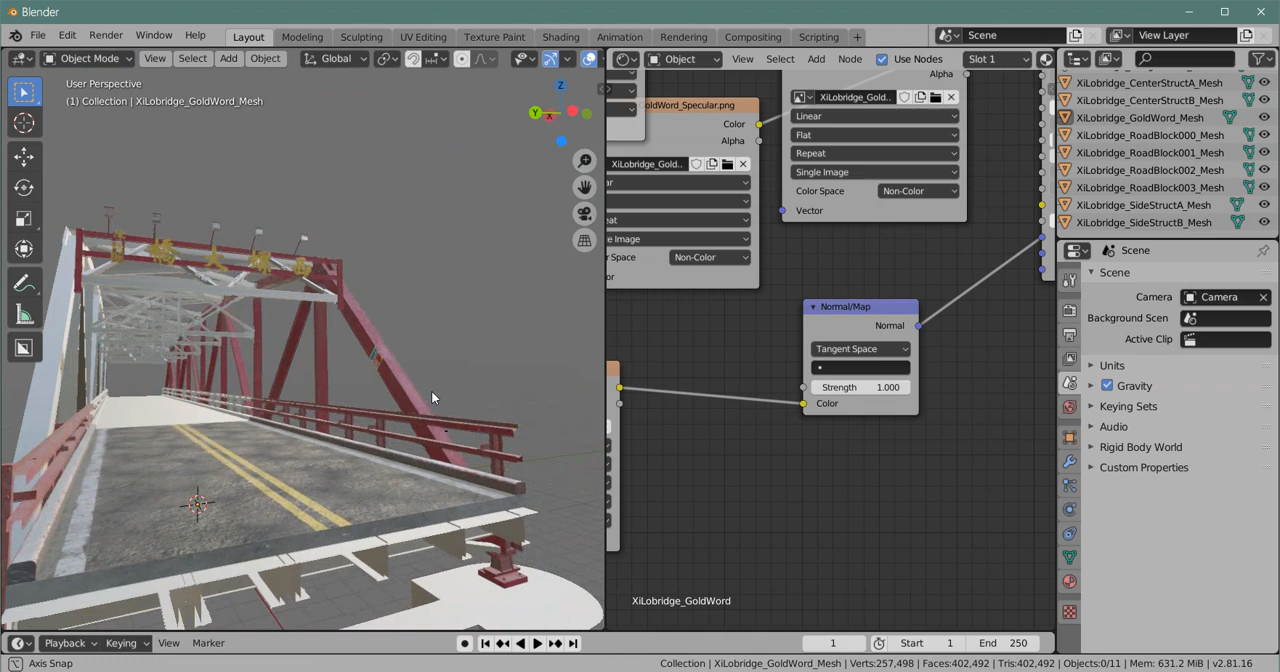 Blender
File Edit Render Window Help Layout Modeling Sculpting UV Editing Texture Paint Shading Animation Rendering Compositing Scripting + Scene View Layer
Object Mode View Select Add Object Global Object View Select Add Node Use Nodes Slot 1
User Perspective
(1) Collection | XiLobridge_GoldWord_Mesh
Z
Y
X
oldWord_Specular.png
Color
Alpha
XiLobridge_Gold..
ar
eat
e Image
r Space Non-Color
or
Alpha
XiLobridge_Gold..
Linear
Flat
Repeat
Single Image
Color Space Non-Color
Vector
Normal/Map
Normal
Tangent Space
Strength 1.000
Color
XiLobridge_GoldWord
XiLobridge_CenterStructA_Mesh
XiLobridge_CenterStructB_Mesh
XiLobridge_GoldWord_Mesh
XiLobridge_RoadBlock000_Mesh
XiLobridge_RoadBlock001_Mesh
XiLobridge_RoadBlock002_Mesh
XiLobridge_RoadBlock003_Mesh
XiLobridge_SideStructA_Mesh
XiLobridge_SideStructB_Mesh
Scene
Scene
Camera Camera
Background Scen
Active Clip
Units
Gravity
Keying Sets
Audio
Rigid Body World
Custom Properties
Playback Keying View Marker 1 Start 1 End 250
Axis Snap Collection | XiLobridge_GoldWord_Mesh | Verts:257,498 | Faces:402,492 | Tris:402,492 | Objects:0/11 | Mem: 631.2 MiB | v2.81.16